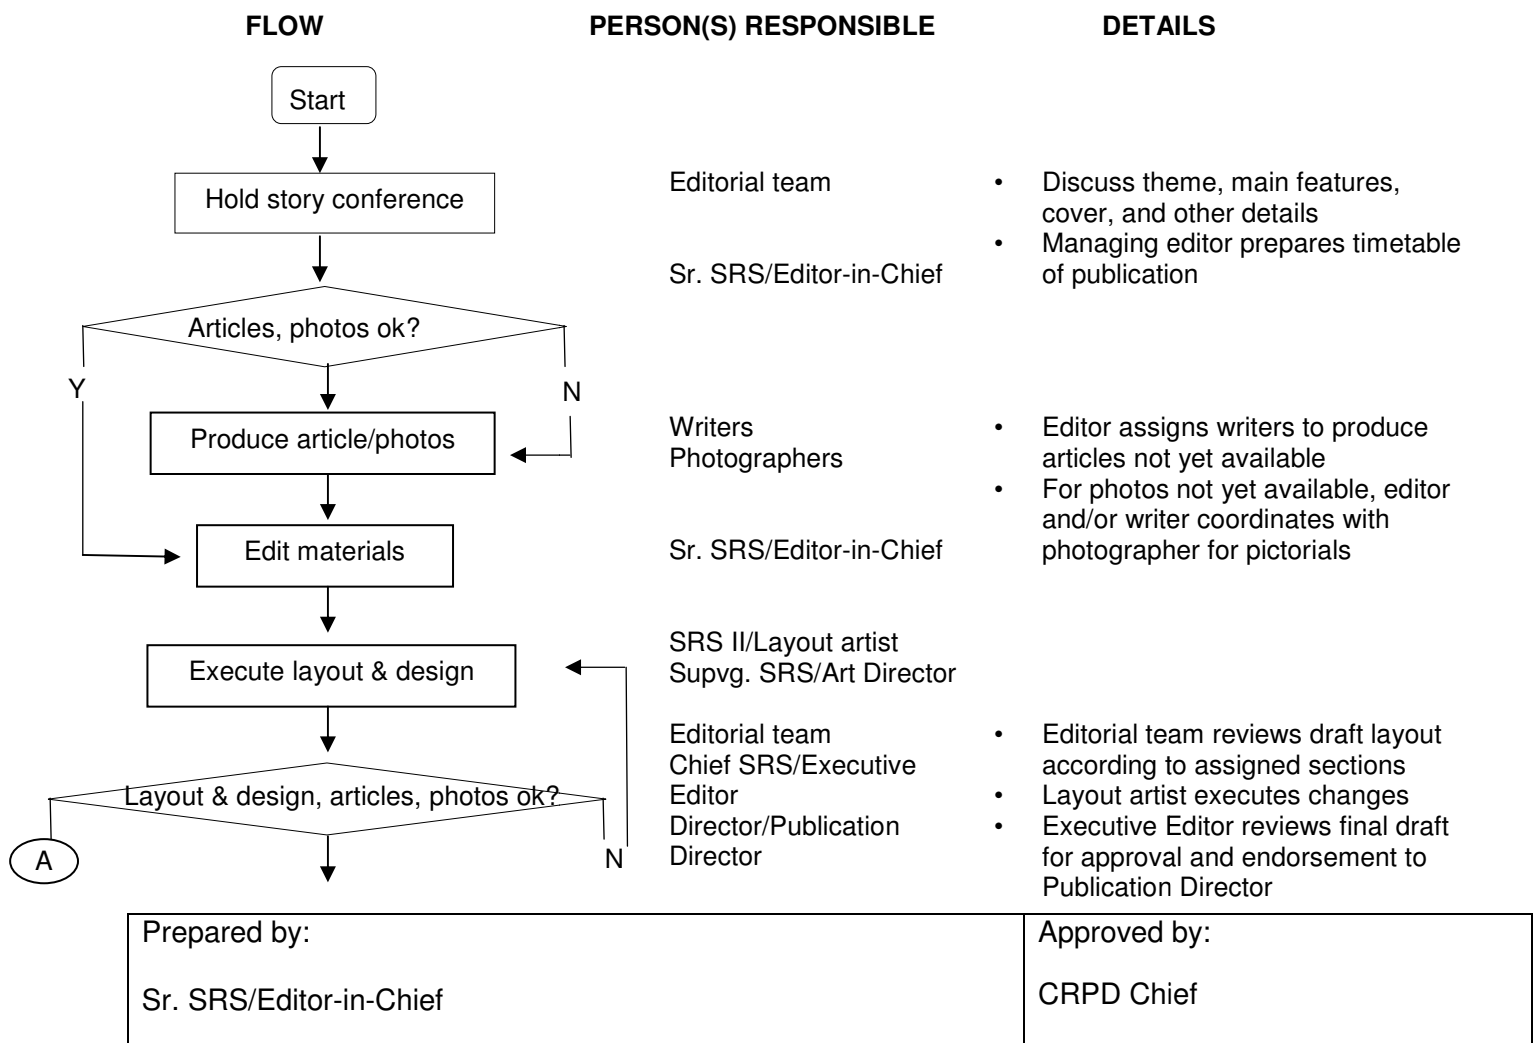 FLOW PERSON(S) RESPONSIBLE DETAILS
Start
Hold story conference
Editorial team
• Discuss theme, main features,
cover, and other details
• Managing editor prepares timetable
Sr. SRS/Editor-in-Chief
of publication
Articles, photos ok?
Y
N
Produce article/photos
Writers
Photographers
• Editor assigns writers to produce
articles not yet available
• For photos not yet available, editor
and/or writer coordinates with
photographer for pictorials
Edit materials
Sr. SRS/Editor-in-Chief
Execute layout & design
SRS II/Layout artist
Supvg. SRS/Art Director
Layout & design, articles, photos ok?
A
N
Editorial team
Chief SRS/Executive
Editor
Director/Publication
Director
• Editorial team reviews draft layout
according to assigned sections
• Layout artist executes changes
• Executive Editor reviews final draft
for approval and endorsement to
Publication Director
Prepared by:
Sr. SRS/Editor-in-Chief
Approved by:
CRPD Chief